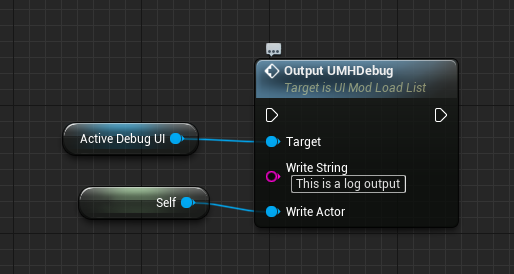 Output UMHDebug
Target is UI Mod Load List
Active Debug UI
Target
Write String
This is a log output
Self
Write Actor